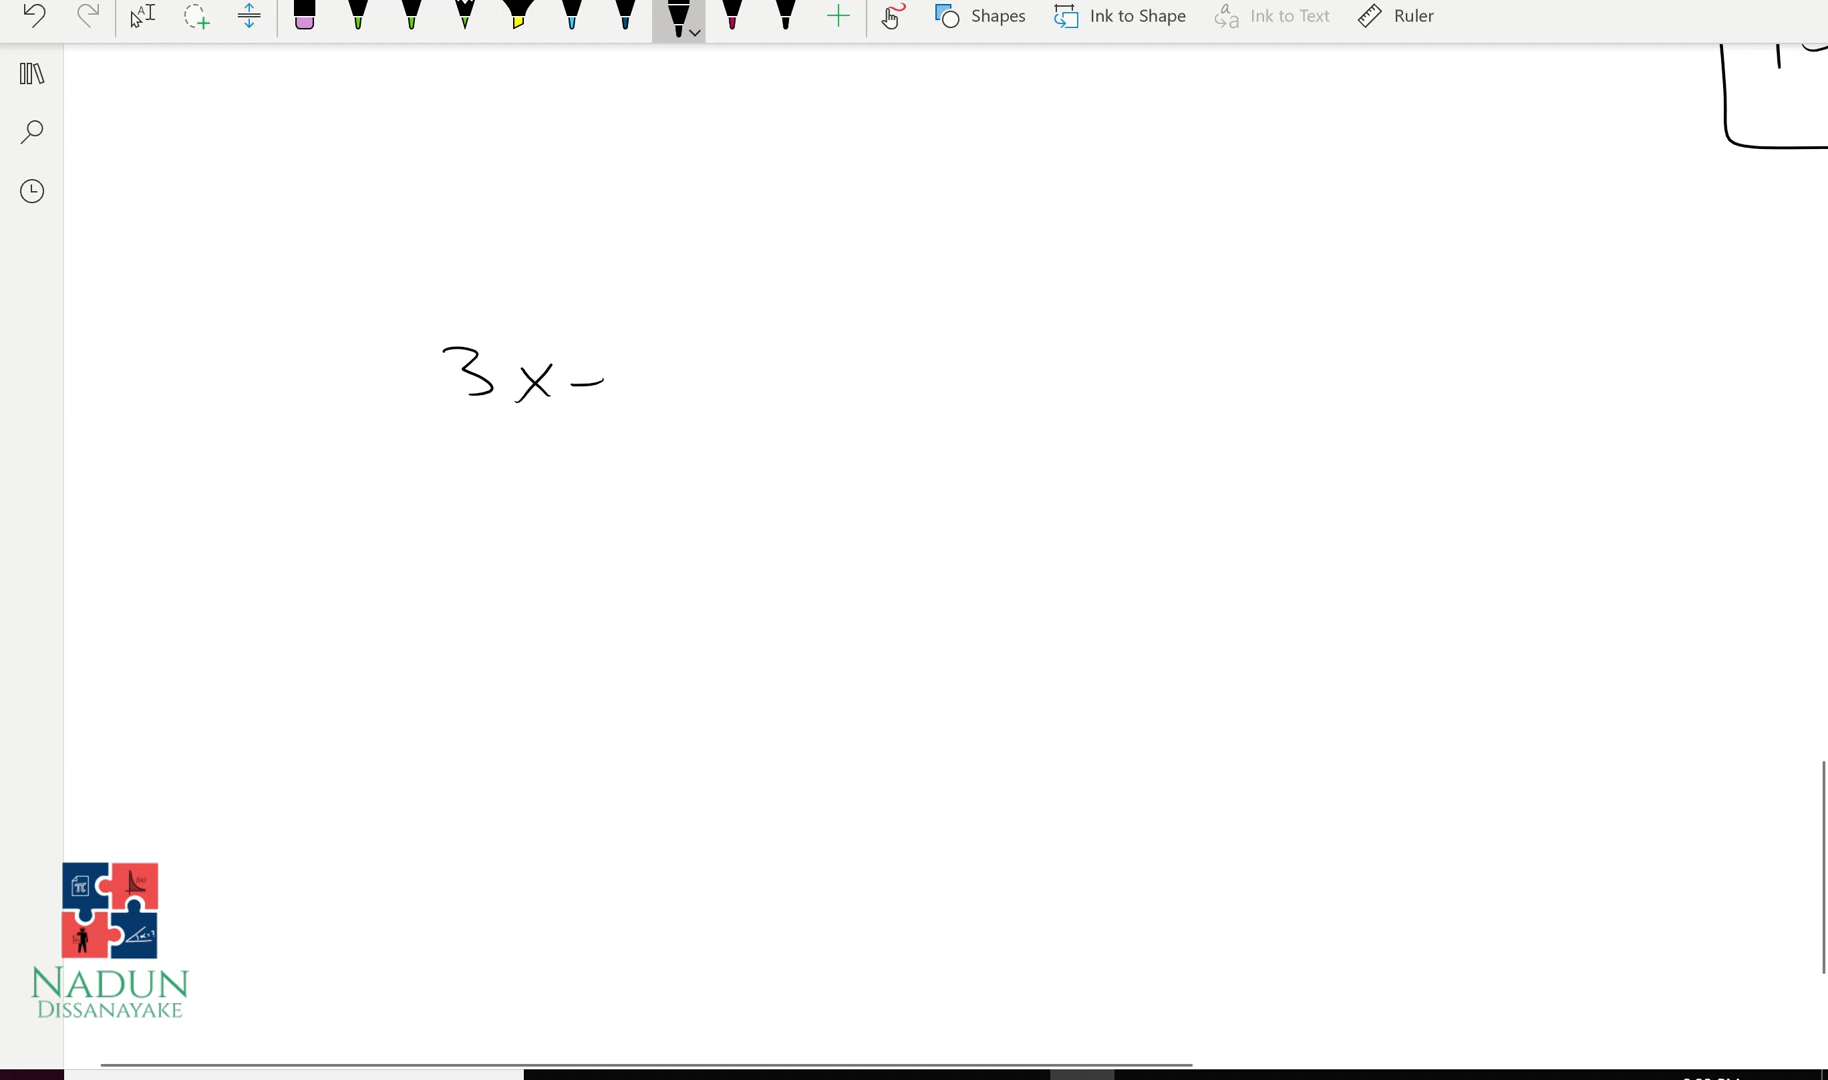 Shapes Ink to Shape Ink to Text Ruler
3x-
NADUN
DISSANAYAKE